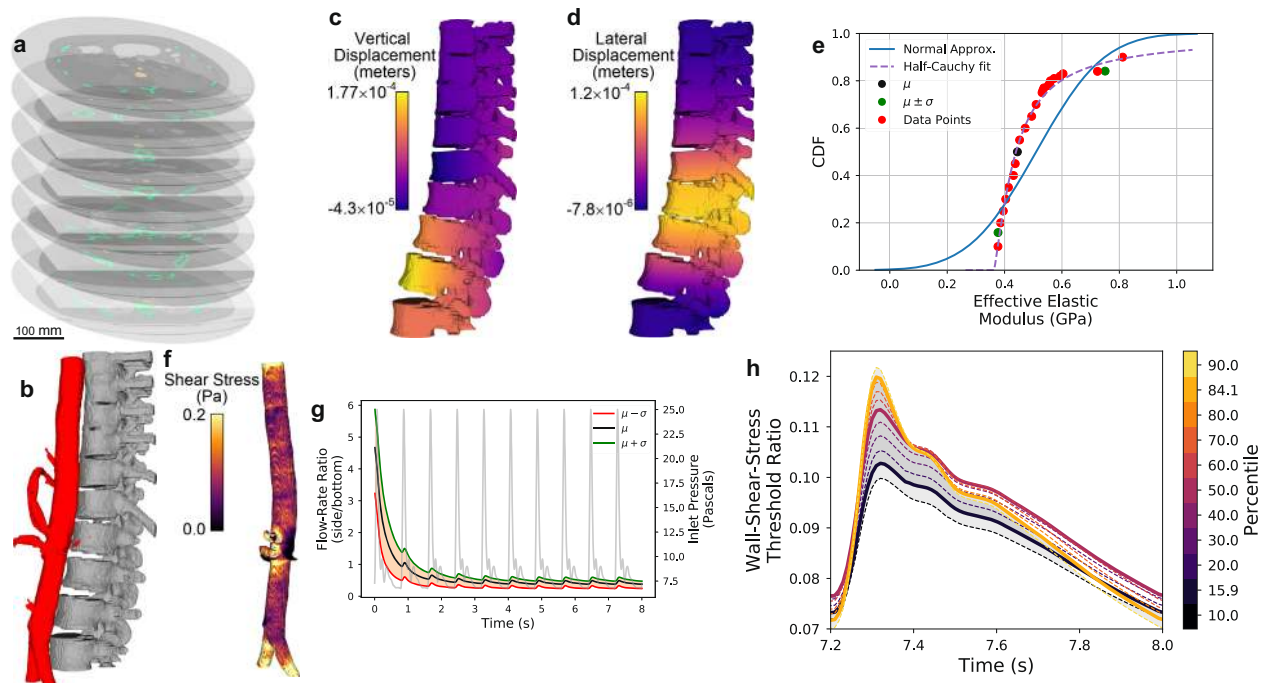 a
100 mm
b
c
Vertical
Displacement
(meters)
1.77×10⁻⁴
-4.3×10⁻⁵
d
Lateral
Displacement
(meters)
1.2×10⁻⁴
-7.8×10⁻⁶
e
Normal Approx.
Half-Cauchy fit
μ
μ ± σ
Data Points
CDF
1.0
0.8
0.6
0.4
0.2
0.0
0.0 0.2 0.4 0.6 0.8 1.0
Effective Elastic
Modulus (GPa)
f
Shear Stress
(Pa)
0.2
0.0
g
μ − σ
μ
μ + σ
Flow-Rate Ratio
(side/bottom)
6
5
4
3
2
1
0
0 1 2 3 4 5 6 7 8
Time (s)
25.0
22.5
20.0
17.5
15.0
12.5
10.0
7.5
Inlet Pressure
(Pascals)
h
Wall-Shear-Stress
Threshold Ratio
0.12
0.11
0.10
0.09
0.08
0.07
7.2 7.4 7.6 7.8 8.0
Time (s)
90.0
84.1
80.0
70.0
60.0
50.0
40.0
30.0
20.0
15.9
10.0
Percentile